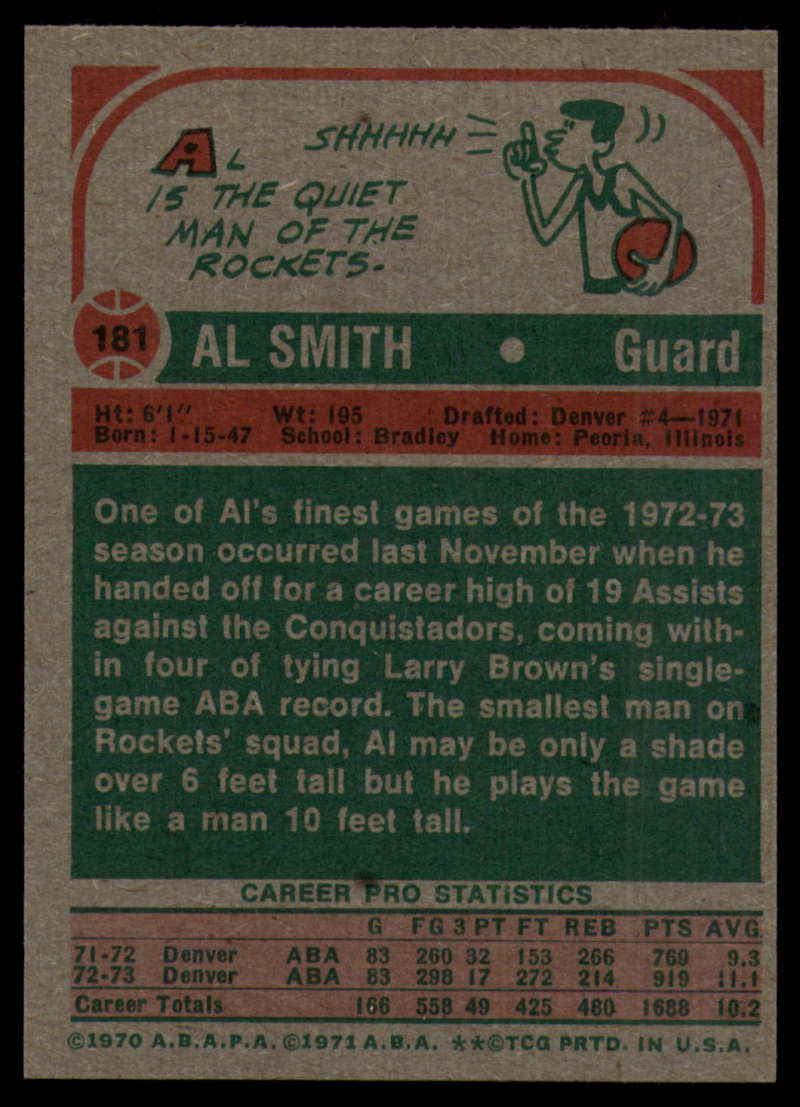 SHHHHH
AL
IS THE QUIET
MAN OF THE
ROCKETS.
181 AL SMITH • Guard
Ht: 6'1" Wt: 195 Drafted: Denver #4—1971
Born: 1-15-47 School: Bradley Home: Peoria, Illinois
One of Al's finest games of the 1972-73
season occurred last November when he
handed off for a career high of 19 Assists
against the Conquistadors, coming with-
in four of tying Larry Brown's single-
game ABA record. The smallest man on
Rockets' squad, Al may be only a shade
over 6 feet tall but he plays the game
like a man 10 feet tall.
CAREER PRO STATISTICS
G FG 3 PT FT REB PTS AVG
71-72 Denver ABA 83 260 32 153 266 769 9.3
72-73 Denver ABA 83 298 17 272 214 919 11.1
Career Totals 166 558 49 425 480 1688 10.2
©1970 A.B.A.P.A. ©1971 A.B.A. **©TCG PRTD. IN U.S.A.